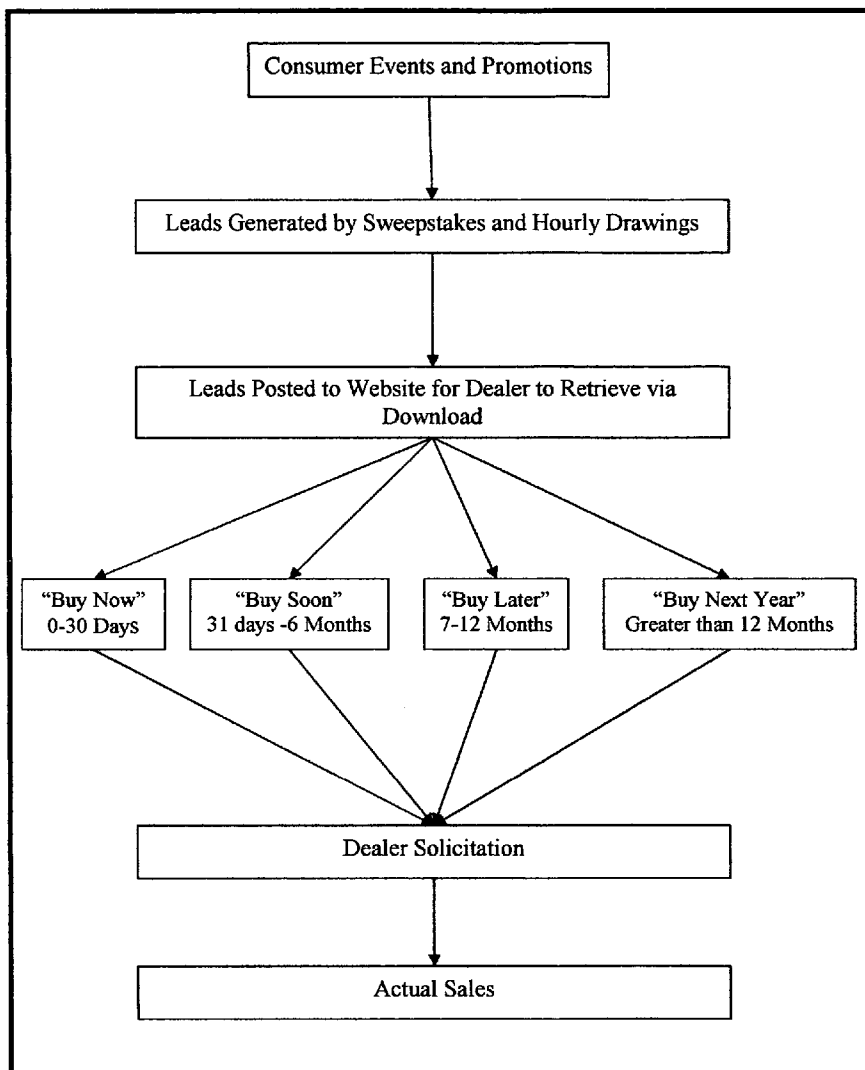 Consumer Events and Promotions
Leads Generated by Sweepstakes and Hourly Drawings
Leads Posted to Website for Dealer to Retrieve via
Download
“Buy Now”
0-30 Days
“Buy Soon”
31 days -6 Months
“Buy Later”
7-12 Months
“Buy Next Year”
Greater than 12 Months
Dealer Solicitation
Actual Sales